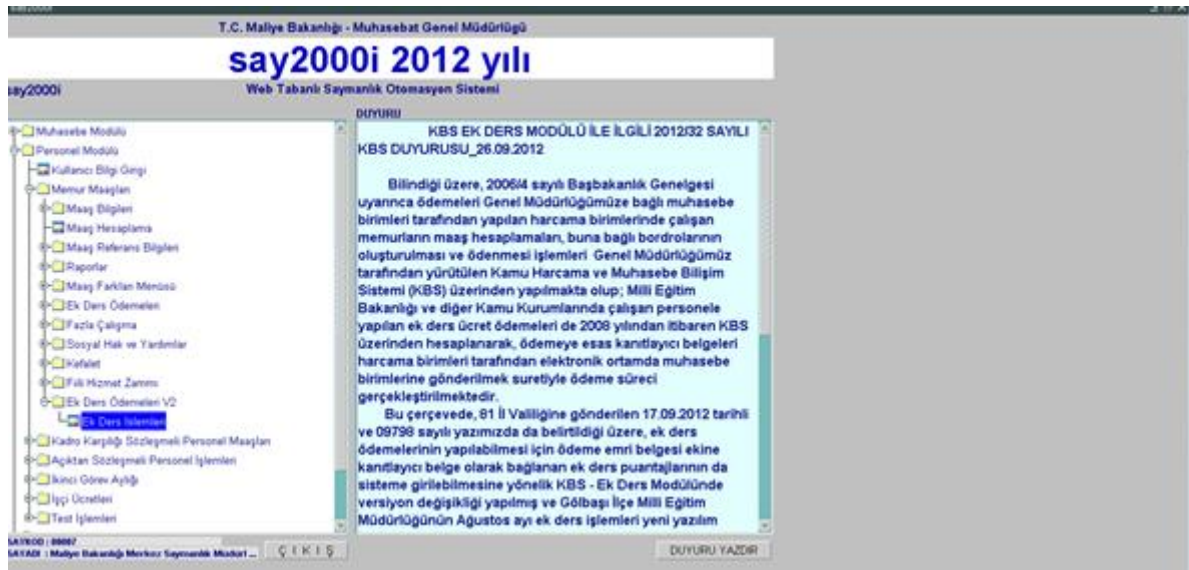 say2000i
T.C. Maliye Bakanlığı - Muhasebat Genel Müdürlügü
say2000i 2012 yılı
say2000i
Web Tabanlı Saymanlık Otomasyon Sistemi
Muhasebe Modülü
Personel Modülü
Kullanıcı Bilgi Girişi
Memur Maaşları
Maaş Bilgileri
Maaş Hesaplama
Maaş Referans Bilgileri
Raporlar
Maaş Farkları Menüsü
Ek Ders Ödemeleri
Fazla Çalışma
Sosyal Hak ve Yardımlar
Kefalet
Fiili Hizmet Zammı
Ek Ders Ödemeleri V2
Ek Ders İşlemleri
Kadro Karşılığı Sözleşmeli Personel Maaşları
Açıktan Sözleşmeli Personel İşlemleri
İkinci Görev Aylığı
İşçi Ücretleri
Test İşlemleri
SAYKOD : 00007
SAYADI : Maliye Bakanlığı Merkez Saymanlık Müdürl ...
Ç I K I Ş
DUYURU
KBS EK DERS MODÜLÜ İLE İLGİLİ 2012/32 SAYILI
KBS DUYURUSU_26.09.2012
Bilindiği üzere, 2006/4 sayılı Başbakanlık Genelgesi
uyarınca ödemeleri Genel Müdürlüğümüze bağlı muhasebe
birimleri tarafından yapılan harcama birimlerinde çalışan
memurların maaş hesaplamaları, buna bağlı bordrolarının
oluşturulması ve ödenmesi işlemleri Genel Müdürlüğümüz
tarafından yürütülen Kamu Harcama ve Muhasebe Bilişim
Sistemi (KBS) üzerinden yapılmakta olup; Milli Eğitim
Bakanlığı ve diğer Kamu Kurumlarında çalışan personele
yapılan ek ders ücret ödemeleri de 2008 yılından itibaren KBS
üzerinden hesaplanarak, ödemeye esas kanıtlayıcı belgeleri
harcama birimleri tarafından elektronik ortamda muhasebe
birimlerine gönderilmek suretiyle ödeme süreci
gerçekleştirilmektedir.
Bu çerçevede, 81 İl Valiliğine gönderilen 17.09.2012 tarihli
ve 09798 sayılı yazımızda da belirtildiği üzere, ek ders
ödemelerinin yapılabilmesi için ödeme emri belgesi ekine
kanıtlayıcı belge olarak bağlanan ek ders puantajlarının da
sisteme girilebilmesine yönelik KBS - Ek Ders Modülünde
versiyon değişikliği yapılmış ve Gölbaşı İlçe Milli Eğitim
Müdürlüğünün Ağustos ayı ek ders işlemleri yeni yazılım
DUYURU YAZDIR